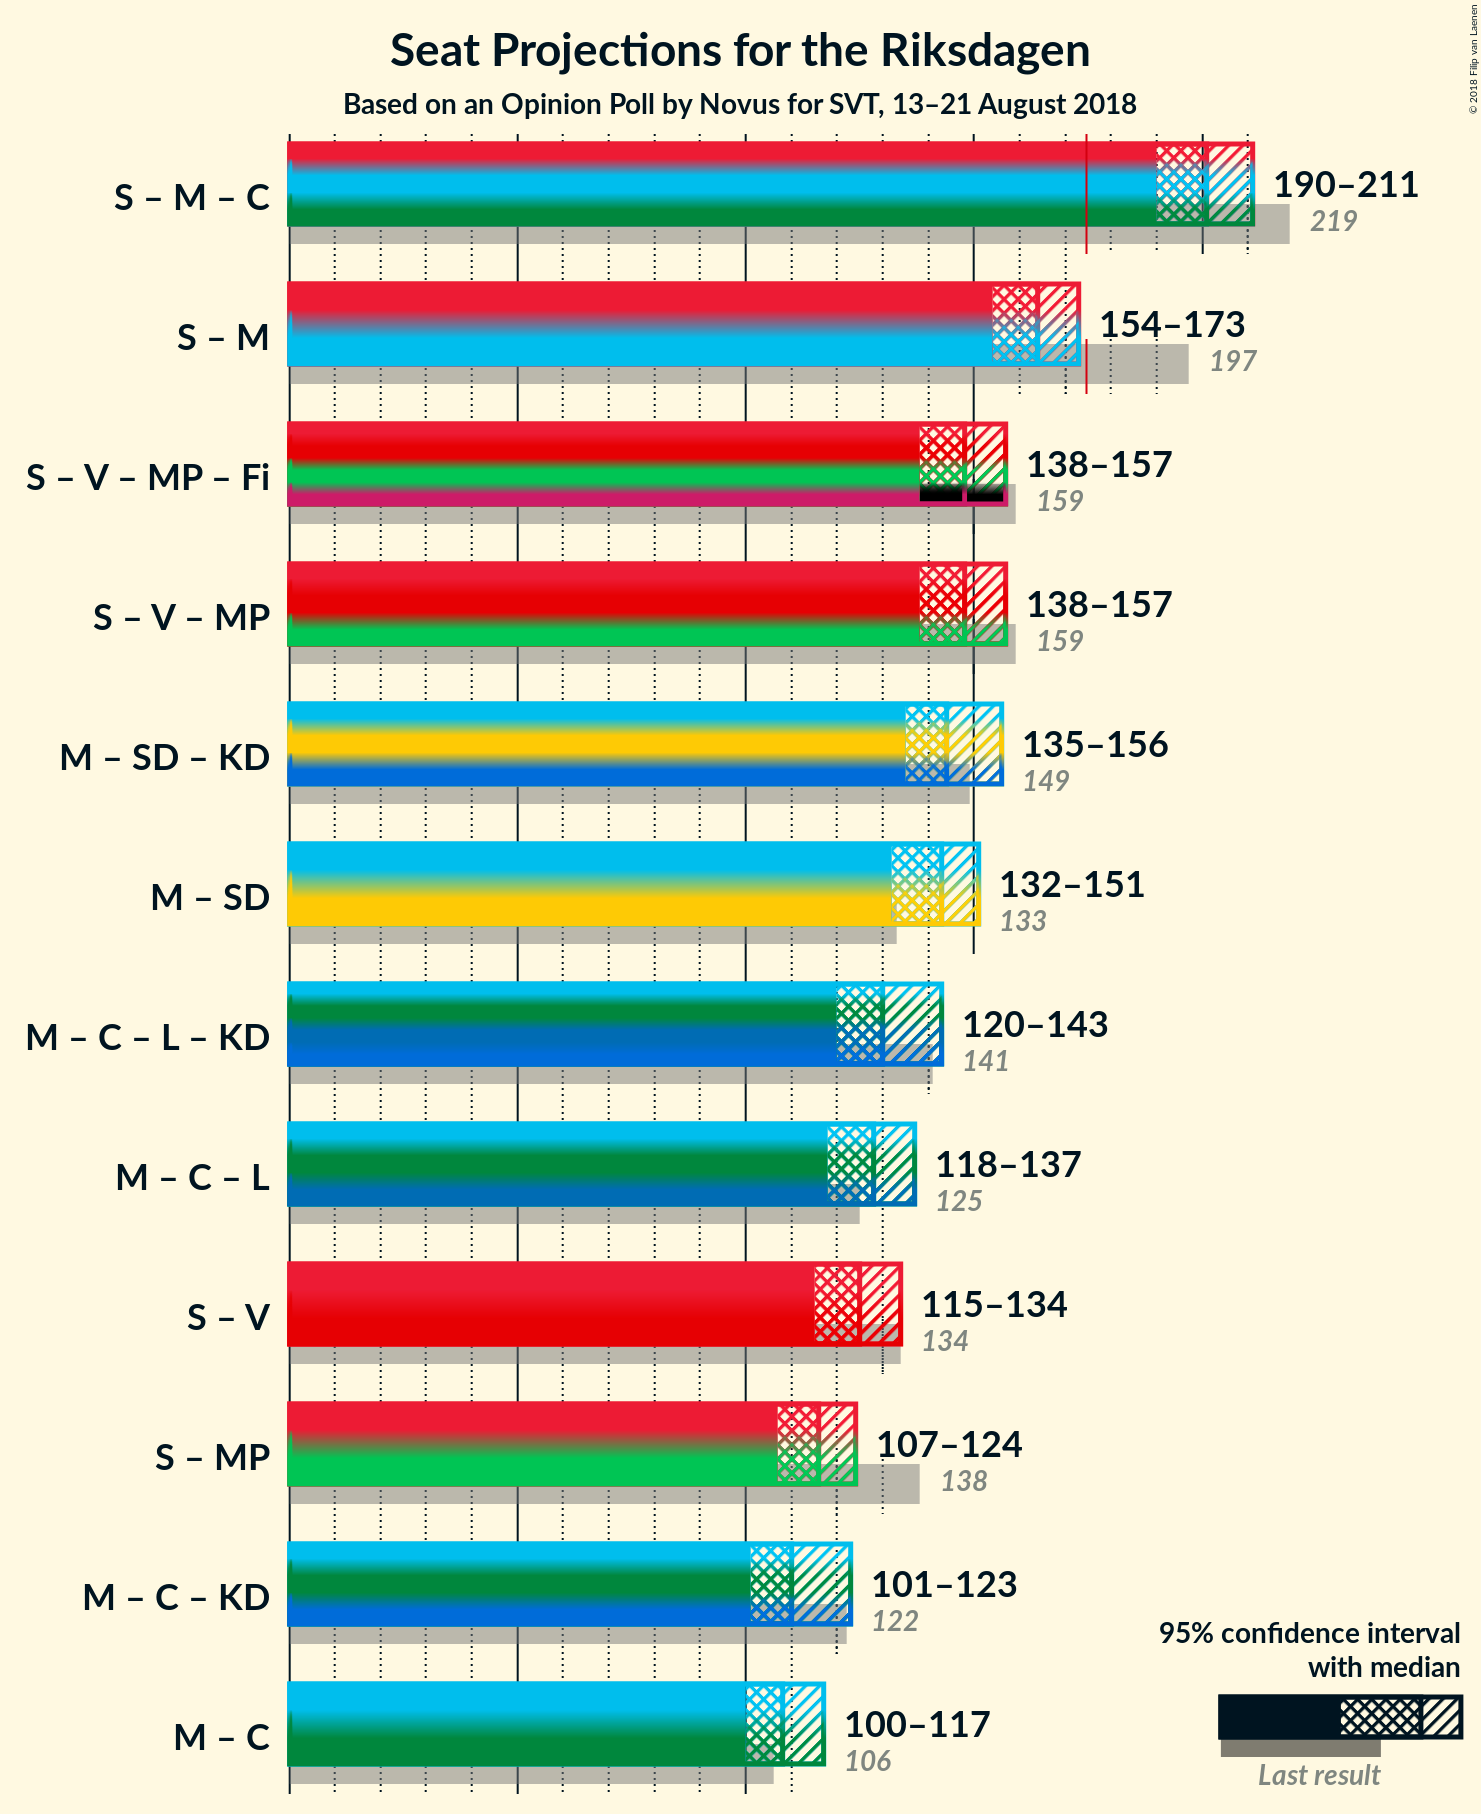 Seat Projections for the Riksdagen
Based on an Opinion Poll by Novus for SVT, 13–21 August 2018
© 2018 Filip van Laenen
S – M – C
190–211
219
S – M
154–173
197
S – V – MP – Fi
138–157
159
S – V – MP
138–157
159
M – SD – KD
135–156
149
M – SD
132–151
133
M – C – L – KD
120–143
141
M – C – L
118–137
125
S – V
115–134
134
S – MP
107–124
138
M – C – KD
101–123
122
M – C
100–117
106
95% confidence interval
with median
Last result